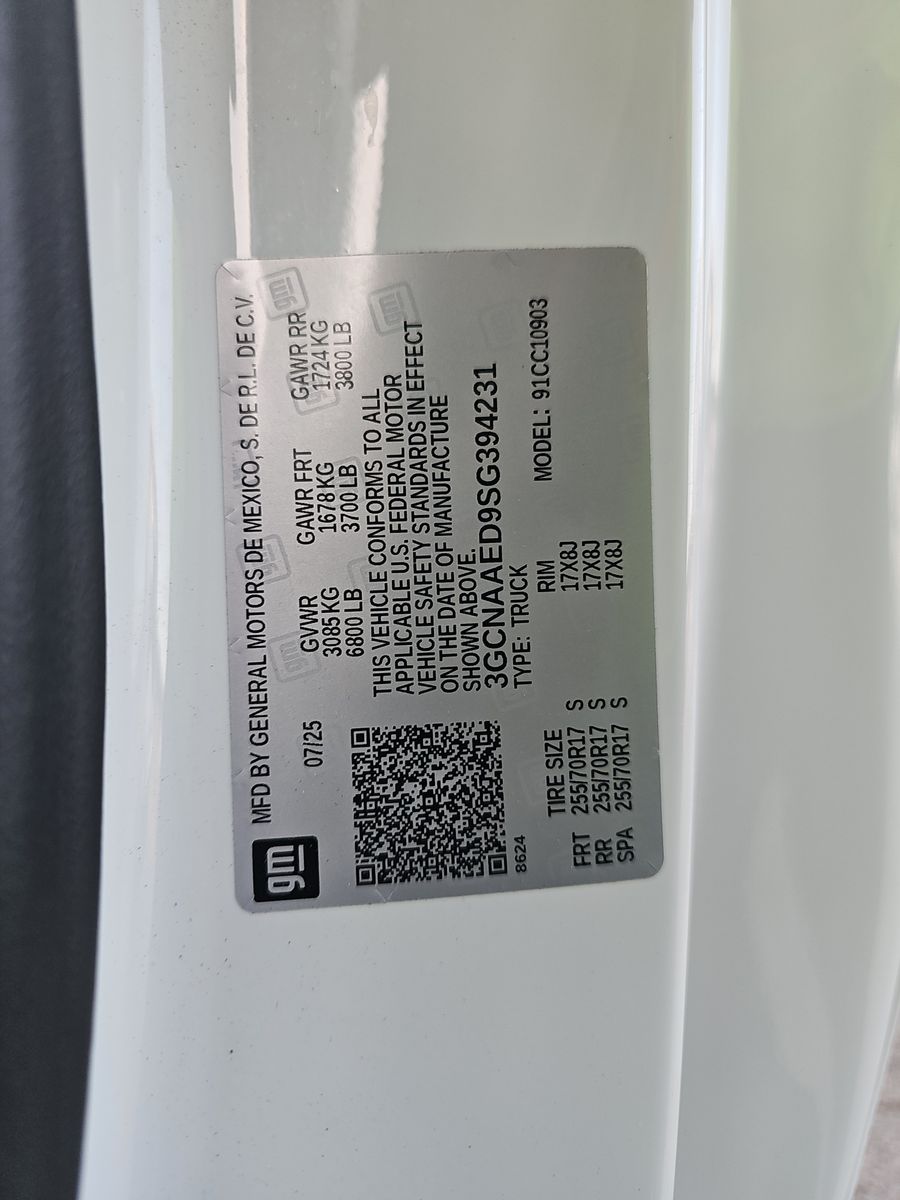 gm MFD BY GENERAL MOTORS DE MEXICO, S. DE R.L. DE C.V.
07/25 GVWR GAWR FRT GAWR RR
3085 KG 1678 KG 1724 KG
6800 LB 3700 LB 3800 LB
THIS VEHICLE CONFORMS TO ALL
APPLICABLE U.S. FEDERAL MOTOR
VEHICLE SAFETY STANDARDS IN EFFECT
ON THE DATE OF MANUFACTURE
SHOWN ABOVE.
3GCNAAED9SG394231
8624 TYPE: TRUCK
TIRE SIZE RIM MODEL: 91CC10903
FRT 255/70R17 S 17X8J
RR 255/70R17 S 17X8J
SPA 255/70R17 S 17X8J